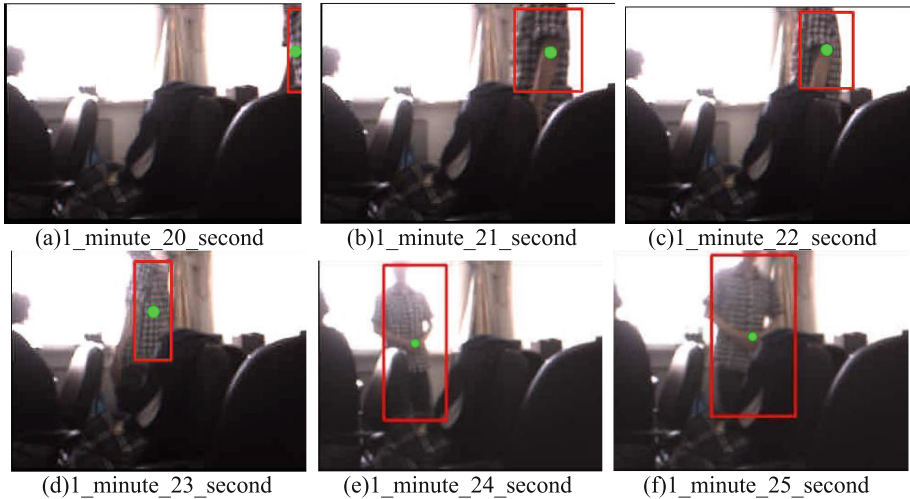 (a)1_minute_20_second
(b)1_minute_21_second
(c)1_minute_22_second
(d)1_minute_23_second
(e)1_minute_24_second
(f)1_minute_25_second